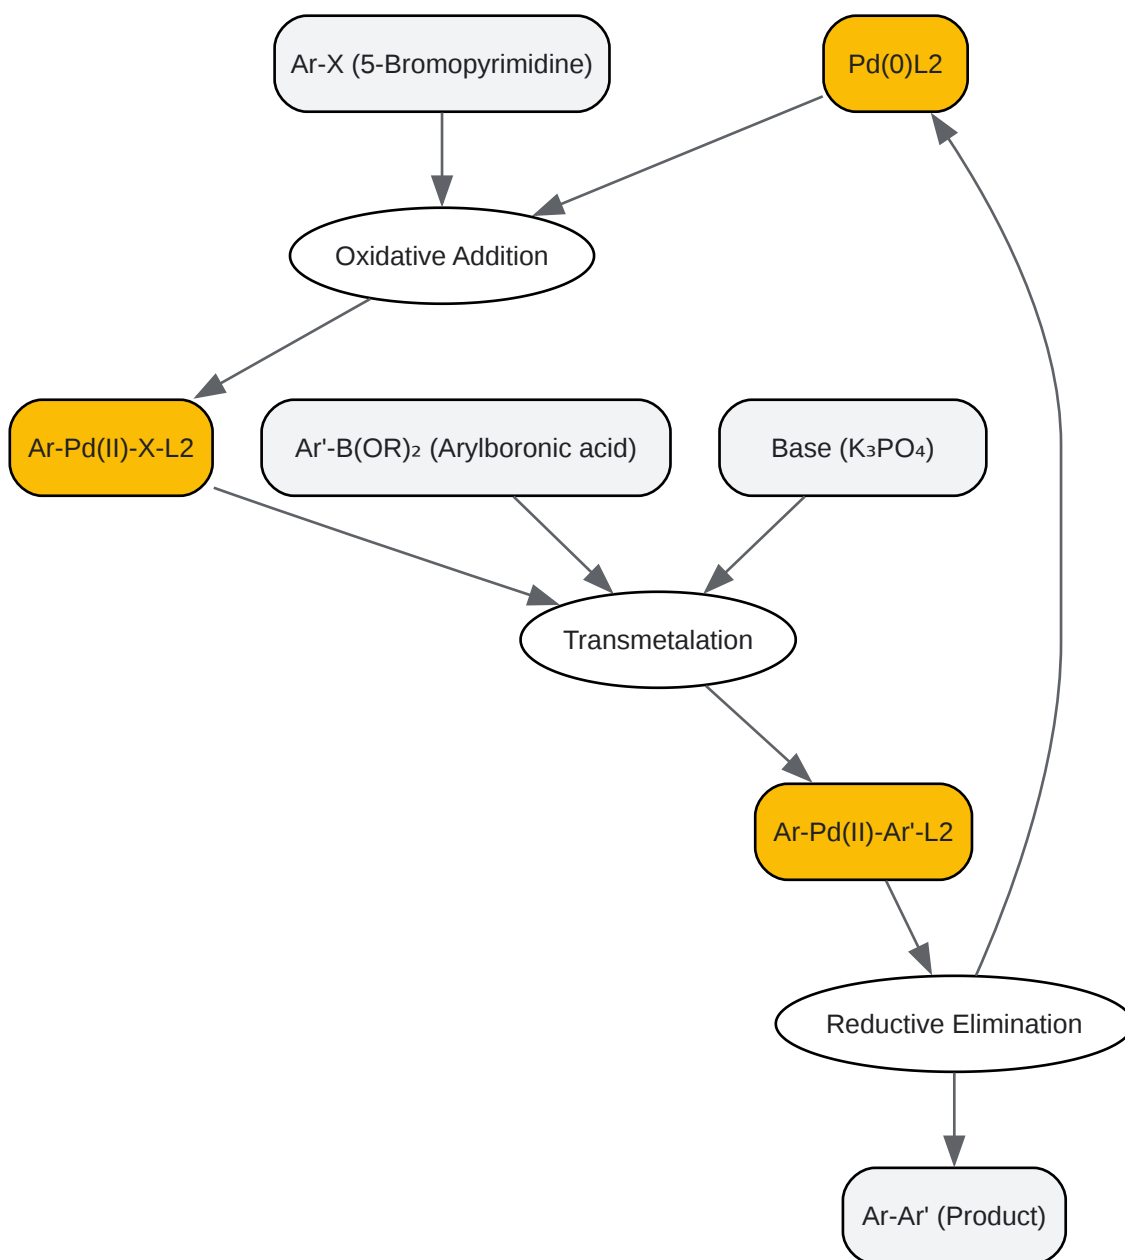 Ar-X (5-Bromopyrimidine)
Pd(0)L2
Oxidative Addition
Ar-Pd(II)-X-L2
Ar'-B(OR)₂ (Arylboronic acid)
Base (K₃PO₄)
Transmetalation
Ar-Pd(II)-Ar'-L2
Reductive Elimination
Ar-Ar' (Product)